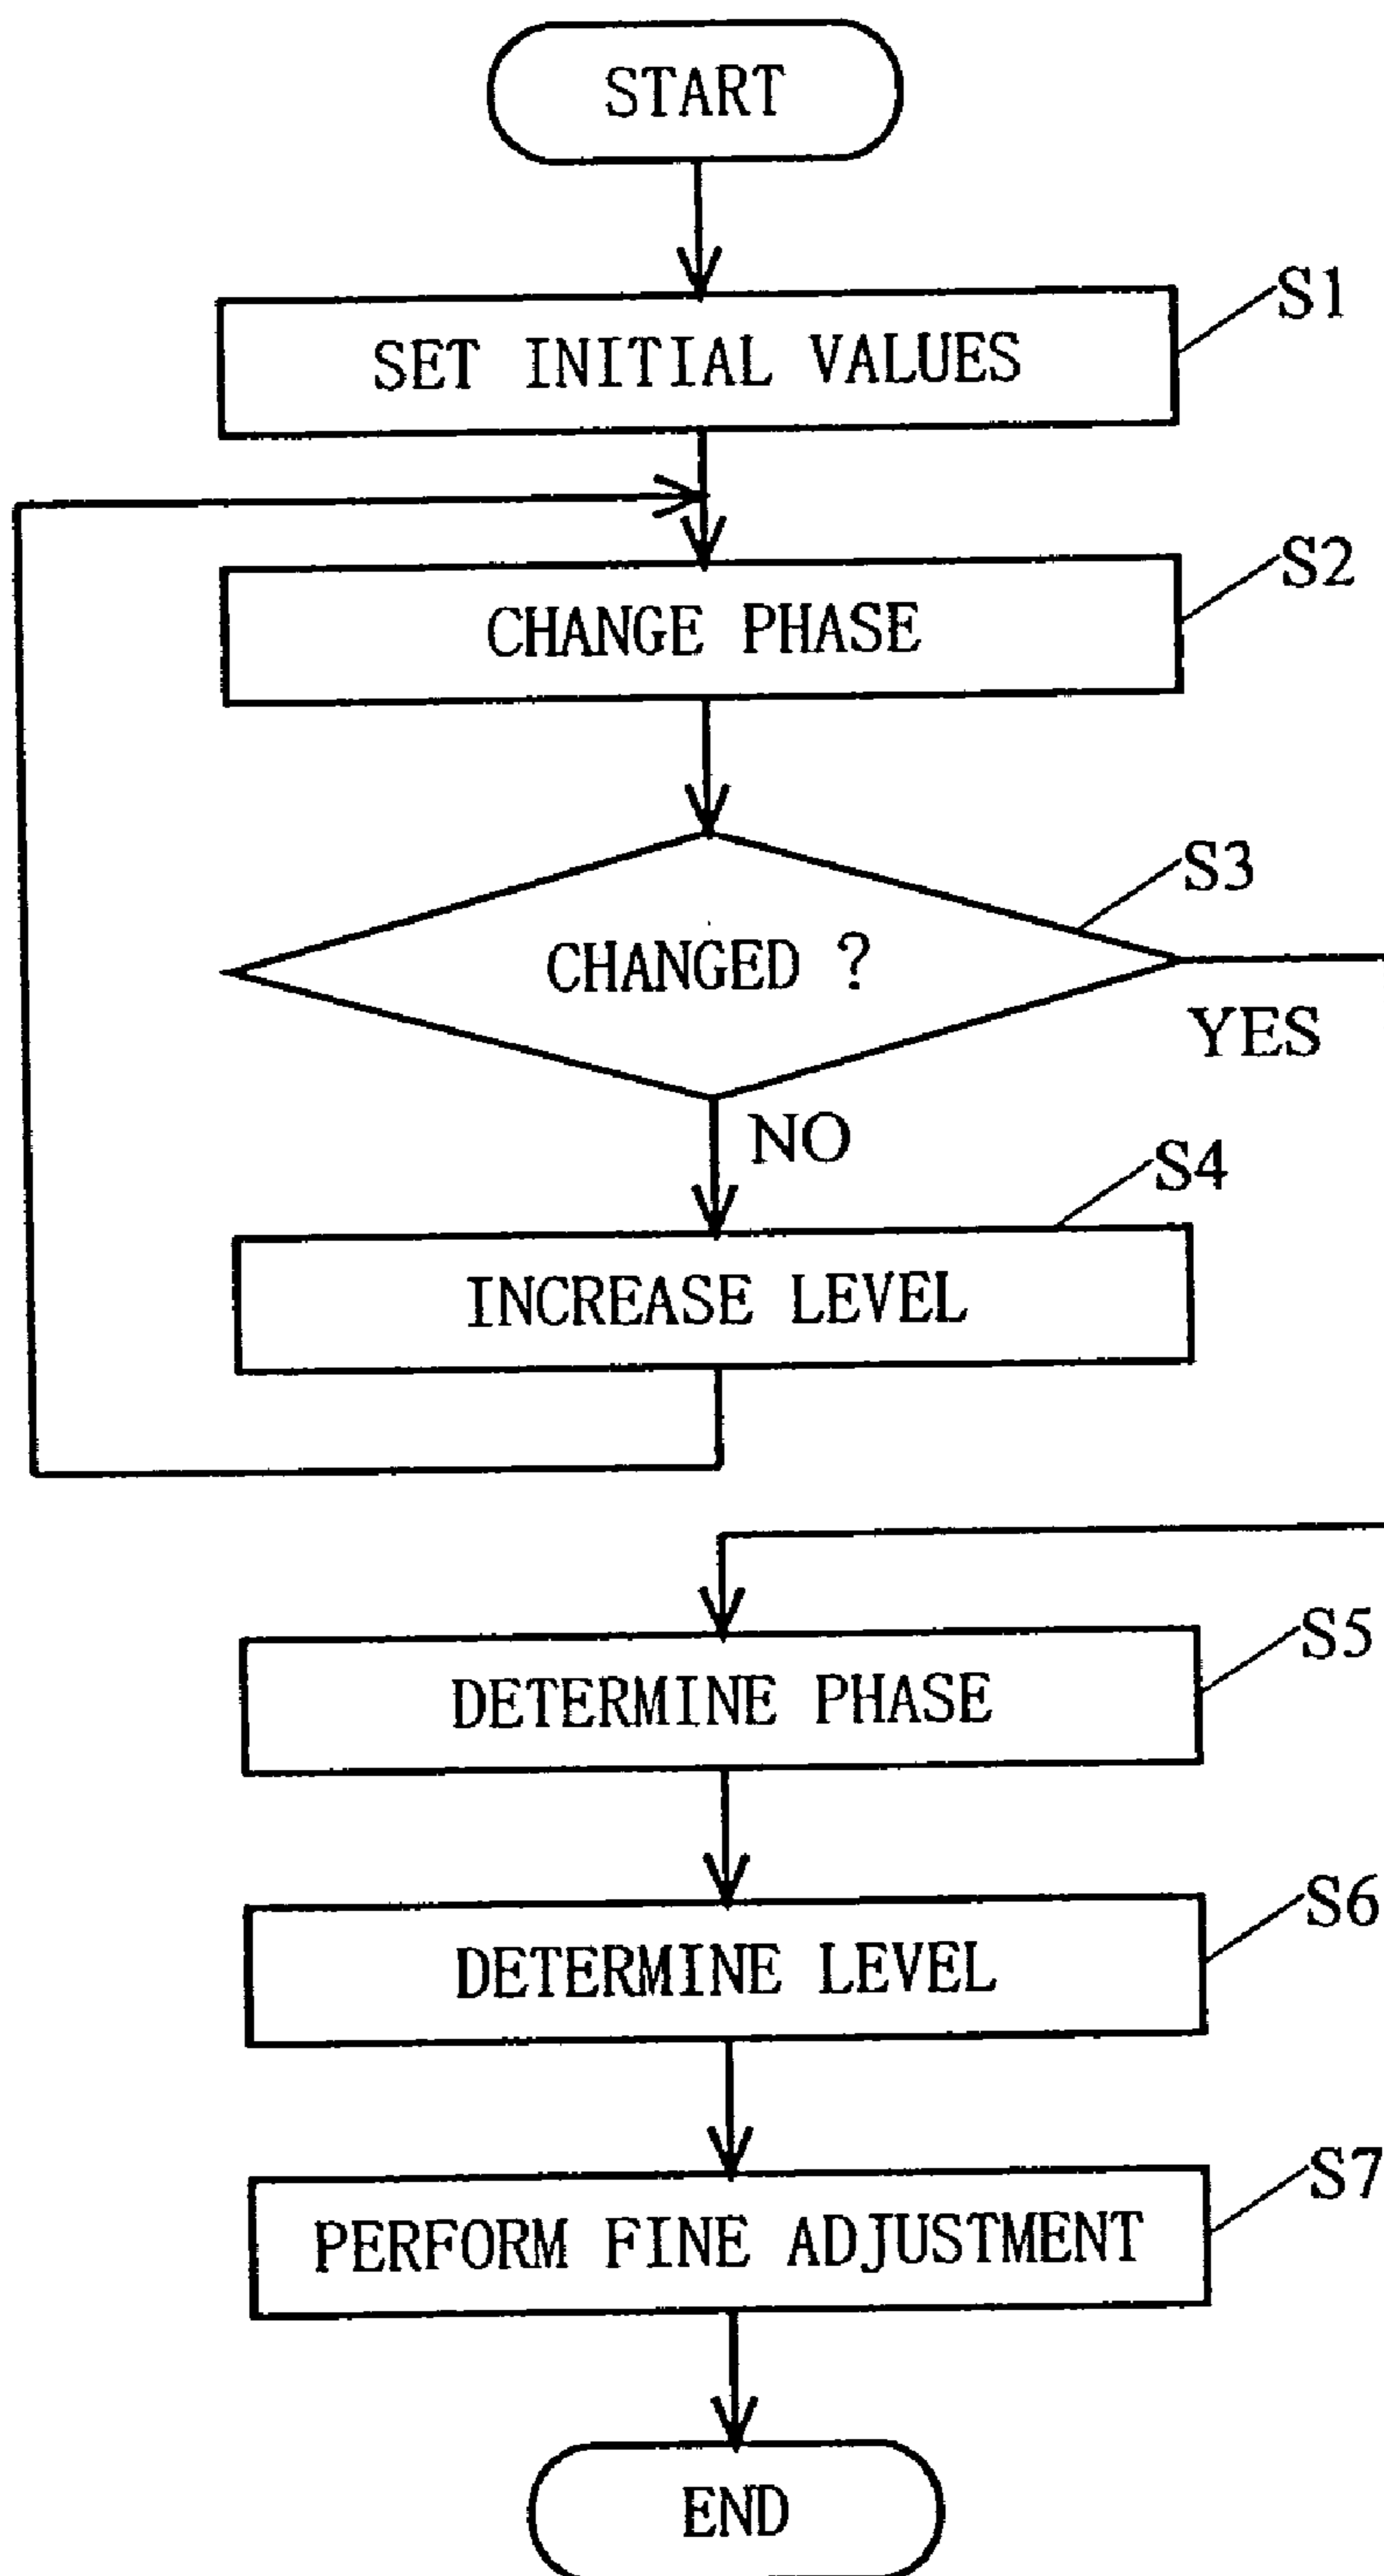 START
S1
SET INITIAL VALUES
S2
CHANGE PHASE
S3
CHANGED ?
YES
NO
S4
INCREASE LEVEL
S5
DETERMINE PHASE
S6
DETERMINE LEVEL
S7
PERFORM FINE ADJUSTMENT
END